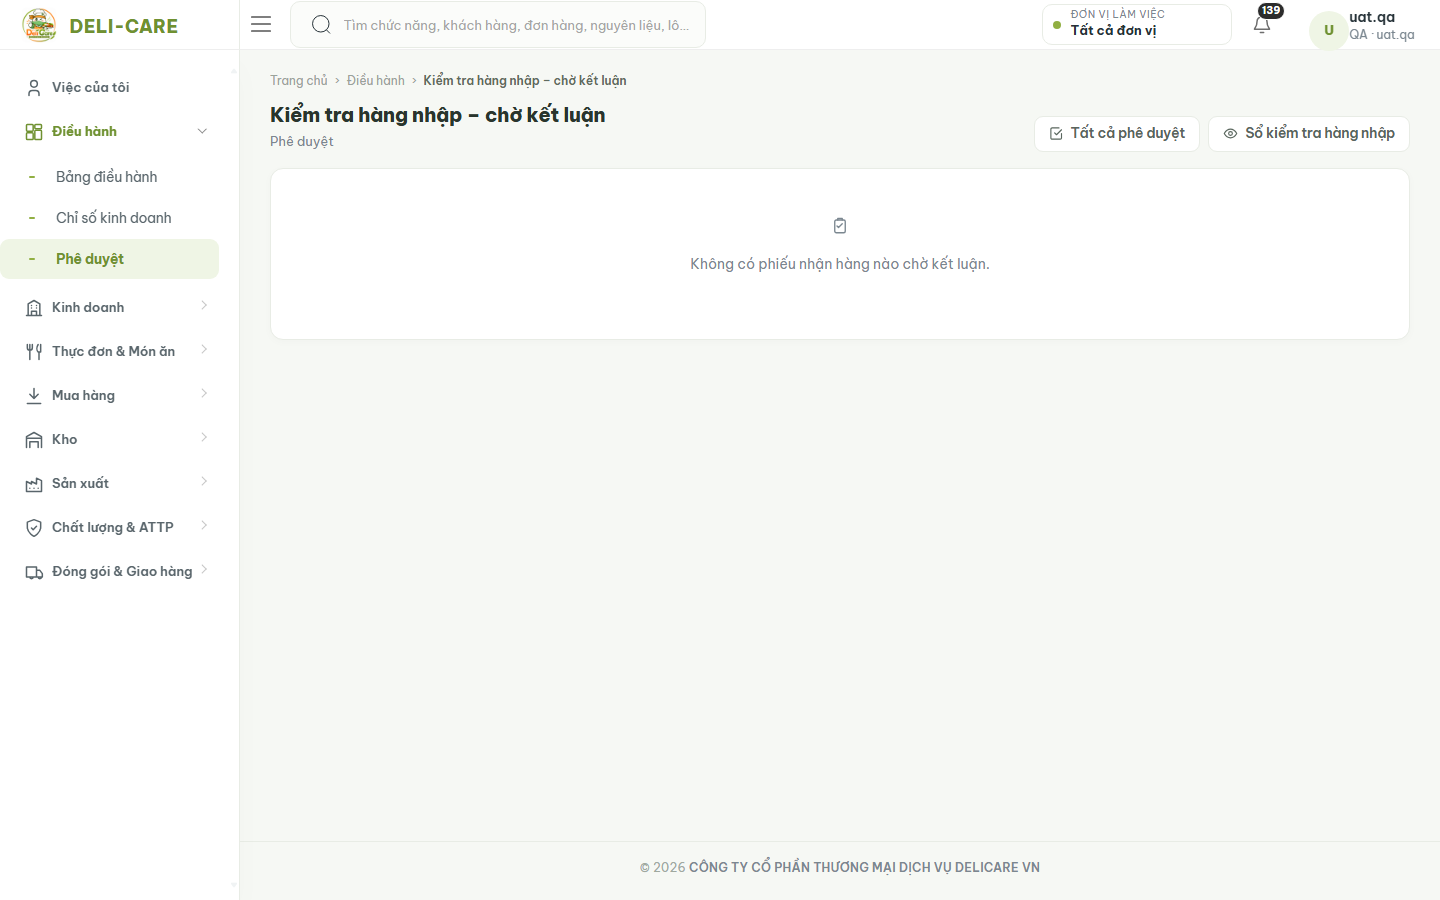 DELI-CARE
Tìm chức năng, khách hàng, đơn hàng, nguyên liệu, lô...
ĐƠN VỊ LÀM VIỆC
Tất cả đơn vị
139
U
uat.qa
QA · uat.qa
Việc của tôi
Điều hành
Bảng điều hành
Chỉ số kinh doanh
Phê duyệt
Kinh doanh
Thực đơn & Món ăn
Mua hàng
Kho
Sản xuất
Chất lượng & ATTP
Đóng gói & Giao hàng
Trang chủ › Điều hành › Kiểm tra hàng nhập – chờ kết luận
Kiểm tra hàng nhập – chờ kết luận
Phê duyệt
Tất cả phê duyệt
Sổ kiểm tra hàng nhập
Không có phiếu nhận hàng nào chờ kết luận.
© 2026 CÔNG TY CỔ PHẦN THƯƠNG MẠI DỊCH VỤ DELICARE VN